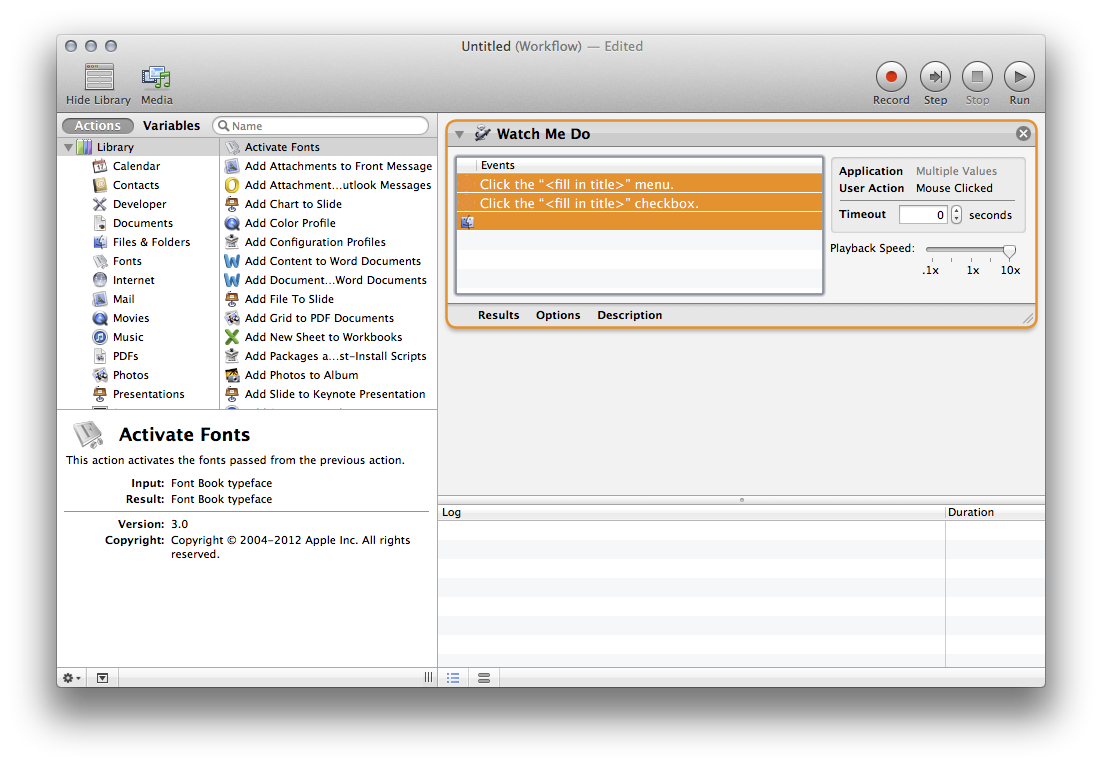 Untitled (Workflow) — Edited
Hide Library
Media
Record
Step
Stop
Run
Actions
Variables
Name
Library
Calendar
Contacts
Developer
Documents
Files & Folders
Fonts
Internet
Mail
Movies
Music
PDFs
Photos
Presentations
Activate Fonts
Add Attachments to Front Message
Add Attachment...utlook Messages
Add Chart to Slide
Add Color Profile
Add Configuration Profiles
Add Content to Word Documents
Add Document...Word Documents
Add File To Slide
Add Grid to PDF Documents
Add New Sheet to Workbooks
Add Packages a...st-Install Scripts
Add Photos to Album
Add Slide to Keynote Presentation
Activate Fonts
This action activates the fonts passed from the previous action.
Input: Font Book typeface
Result: Font Book typeface
Version: 3.0
Copyright: Copyright © 2004-2012 Apple Inc. All rights
reserved.
Watch Me Do
Events
Click the “<fill in title>” menu.
Click the “<fill in title>” checkbox.
Application Multiple Values
User Action Mouse Clicked
Timeout 0 seconds
Playback Speed:
.1x 1x 10x
Results Options Description
Log Duration